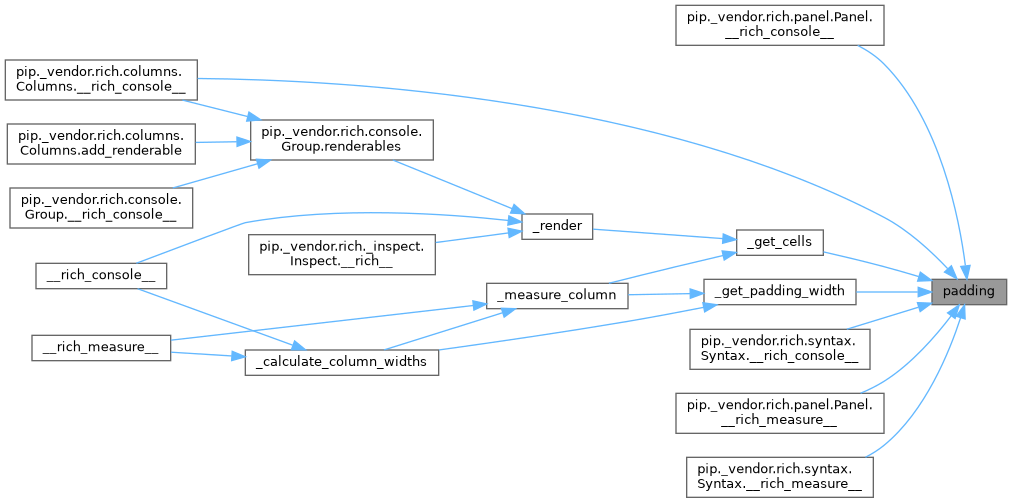 pip._vendor.rich.panel.Panel.
__rich_console__
pip._vendor.rich.columns.
Columns.__rich_console__
pip._vendor.rich.columns.
Columns.add_renderable
pip._vendor.rich.console.
Group.renderables
pip._vendor.rich.console.
Group.__rich_console__
_render
pip._vendor.rich._inspect.
Inspect.__rich__
_get_cells
__rich_console__
_measure_column
_get_padding_width
padding
__rich_measure__
_calculate_column_widths
pip._vendor.rich.syntax.
Syntax.__rich_console__
pip._vendor.rich.panel.Panel.
__rich_measure__
pip._vendor.rich.syntax.
Syntax.__rich_measure__